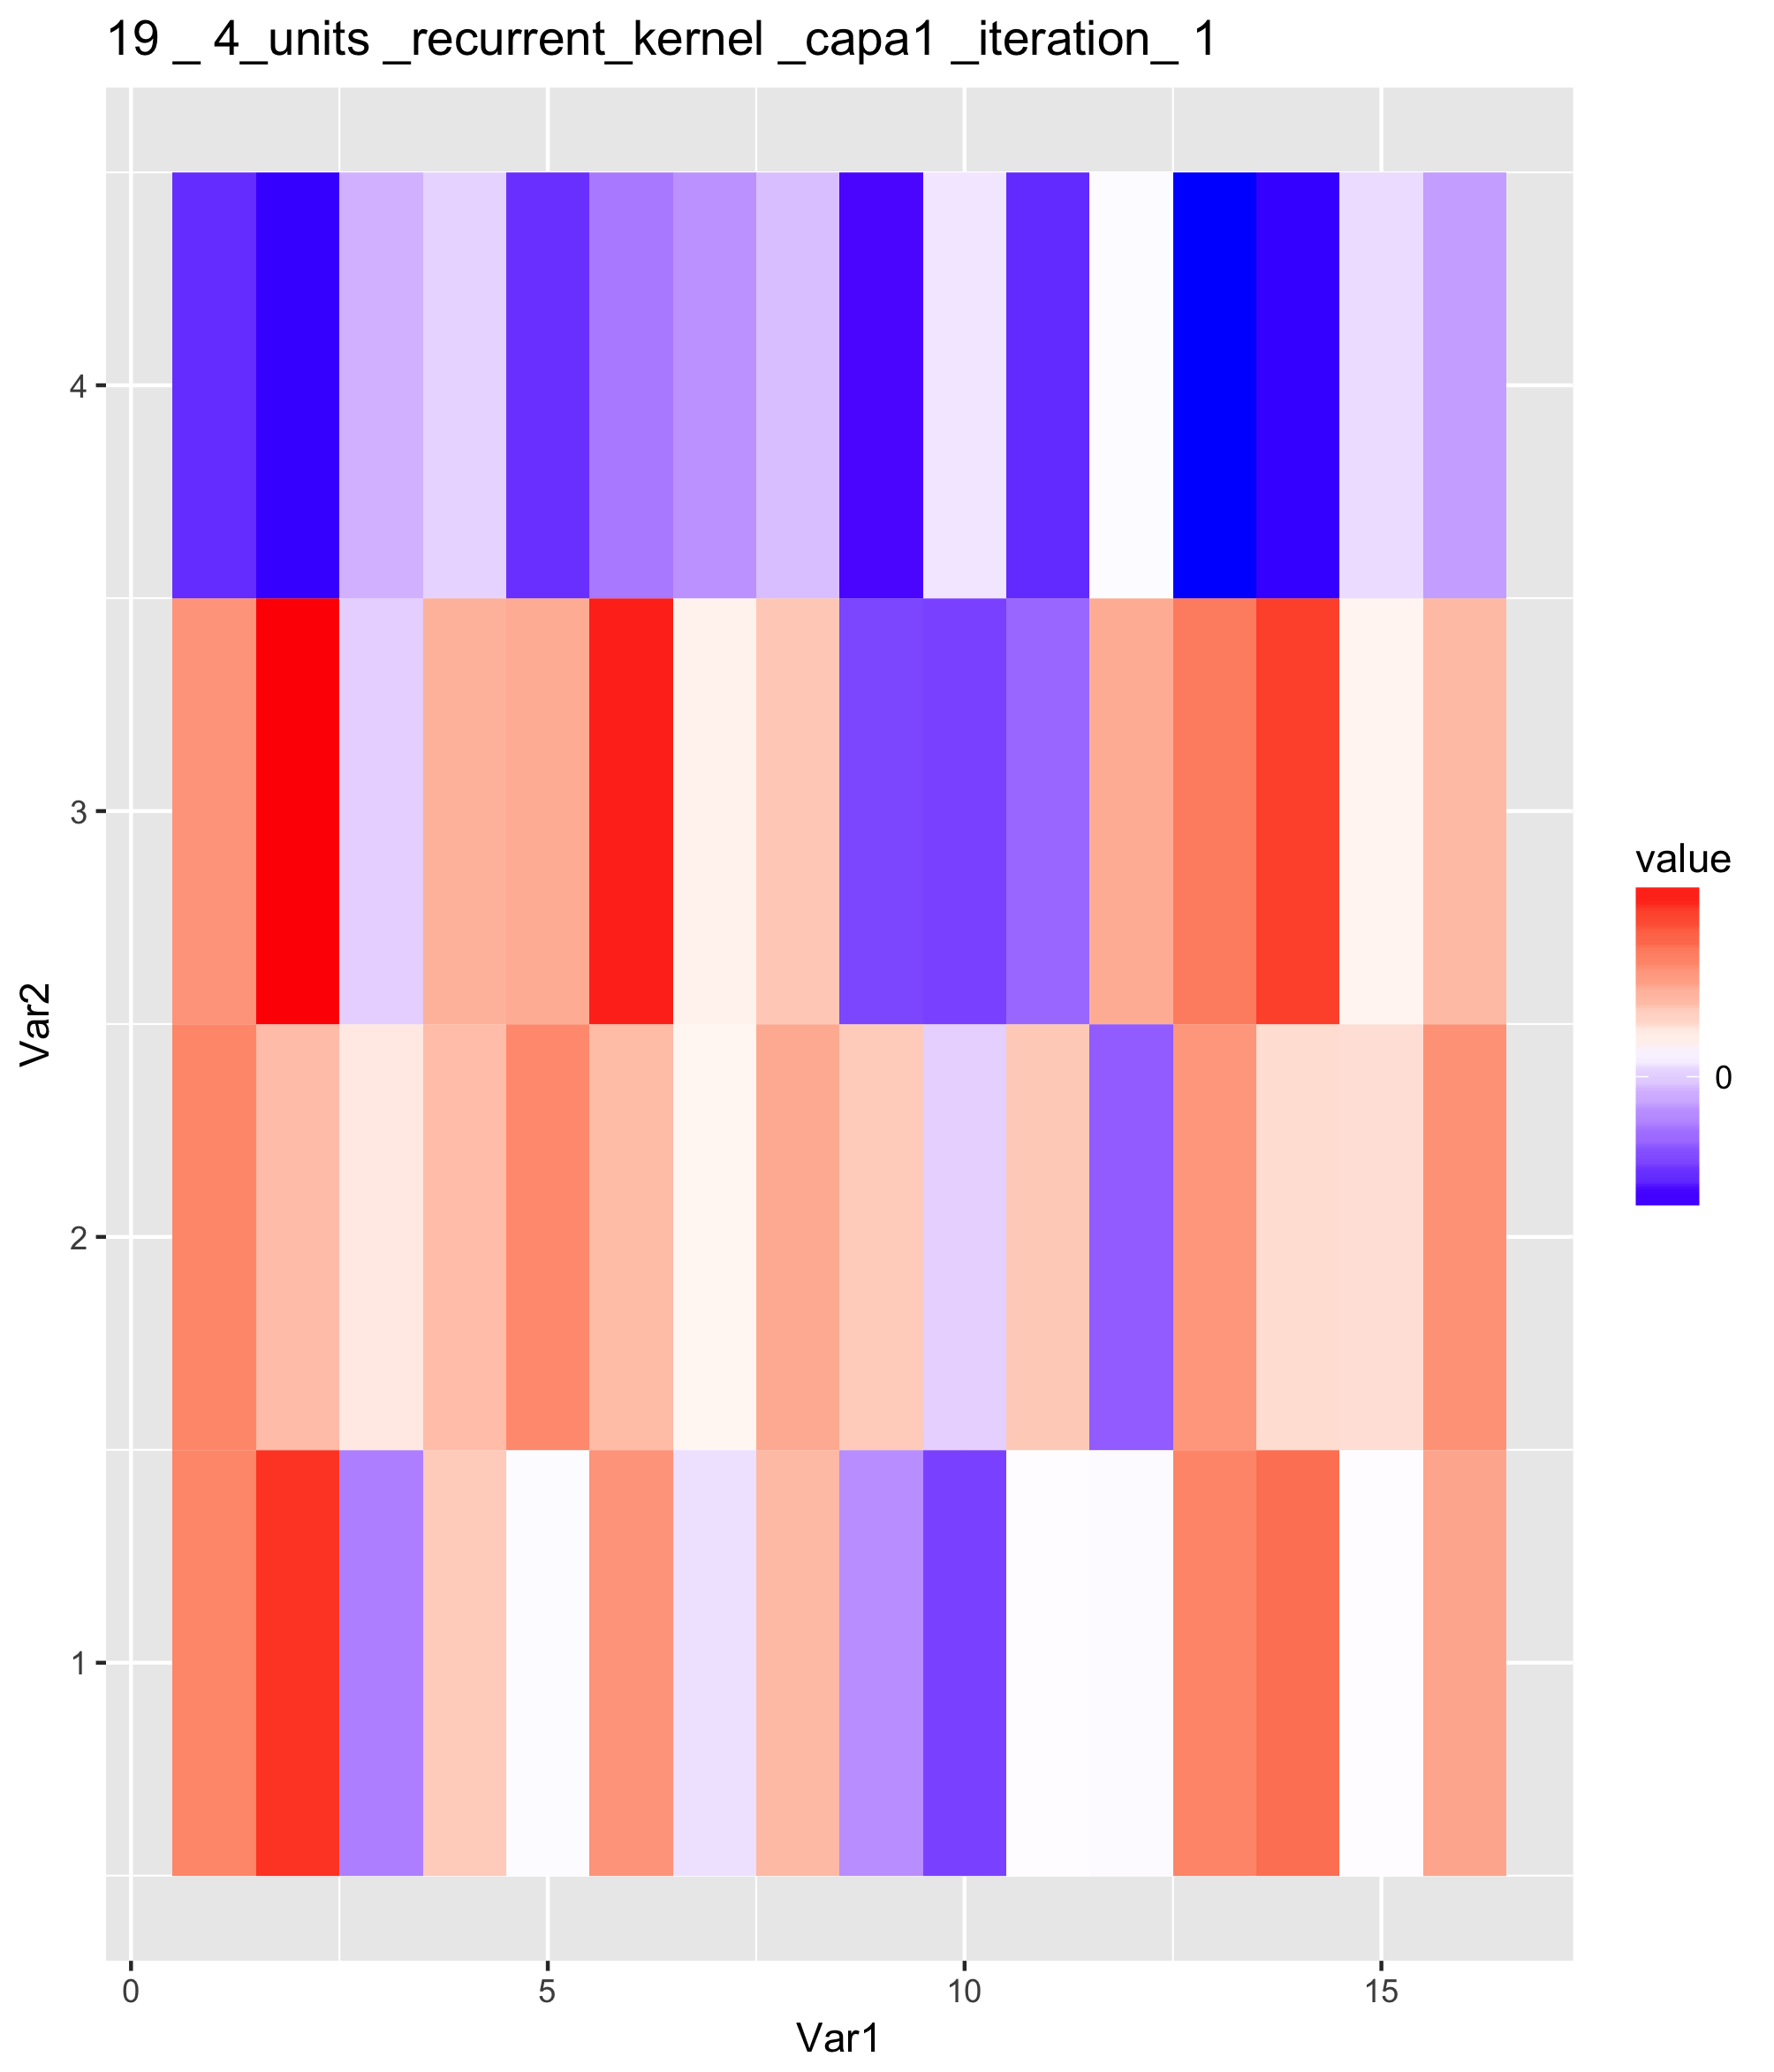 19 _ 4_units _recurrent_kernel _capa1 _iteration_ 1
4
3
2
1
Var2
0 5 10 15
Var1
value
0